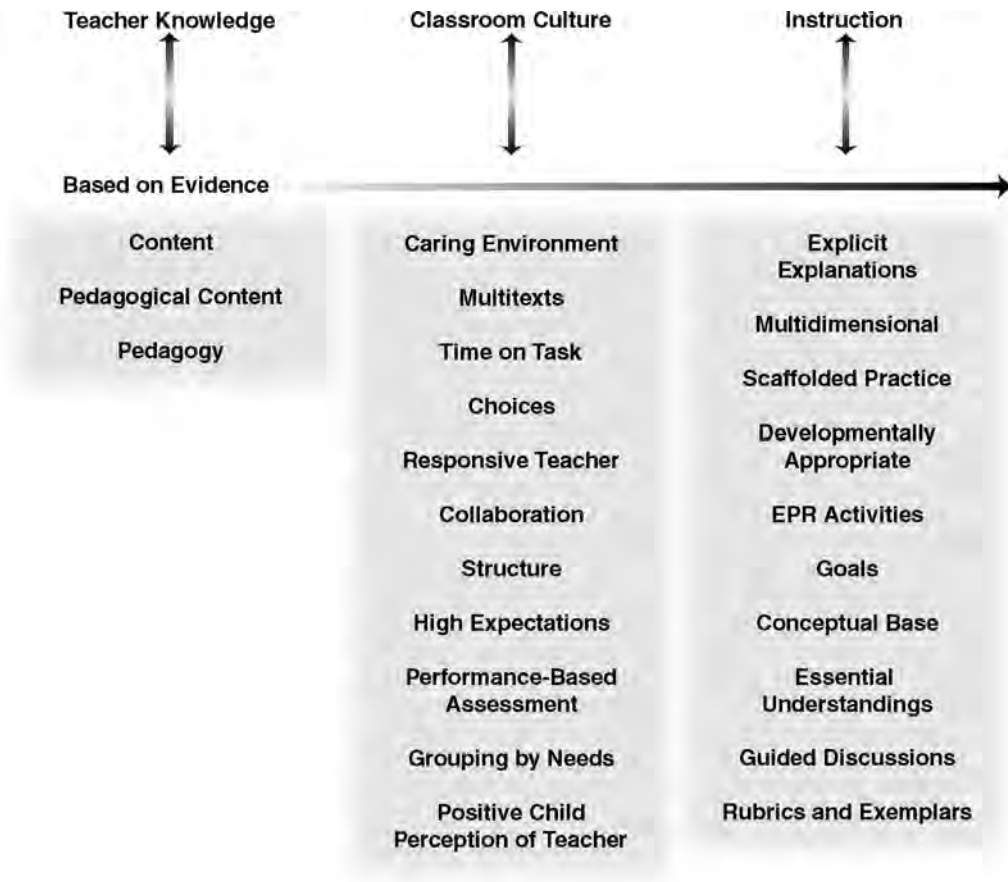 Teacher Knowledge
Classroom Culture
Instruction
Based on Evidence
Content
Pedagogical Content
Pedagogy
Caring Environment
Multitexts
Time on Task
Choices
Responsive Teacher
Collaboration
Structure
High Expectations
Performance-Based
Assessment
Grouping by Needs
Positive Child
Perception of Teacher
Explicit
Explanations
Multidimensional
Scaffolded Practice
Developmentally
Appropriate
EPR Activities
Goals
Conceptual Base
Essential
Understandings
Guided Discussions
Rubrics and Exemplars